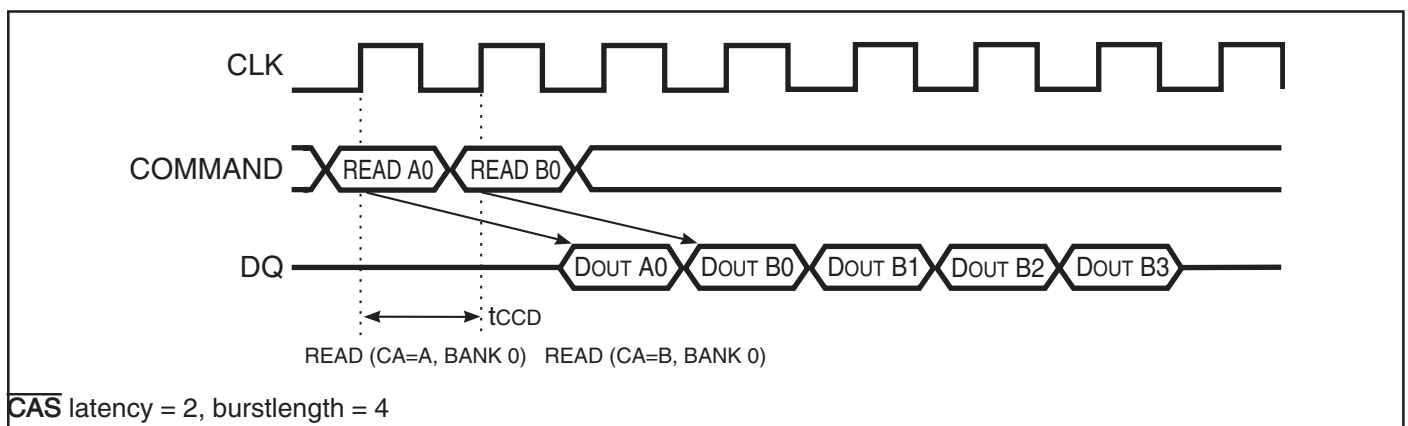 CLK
COMMAND READ A0 READ B0
DQ DOUT A0 DOUT B0 DOUT B1 DOUT B2 DOUT B3
tCCD
READ (CA=A, BANK 0) READ (CA=B, BANK 0)
CAS latency = 2, burstlength = 4